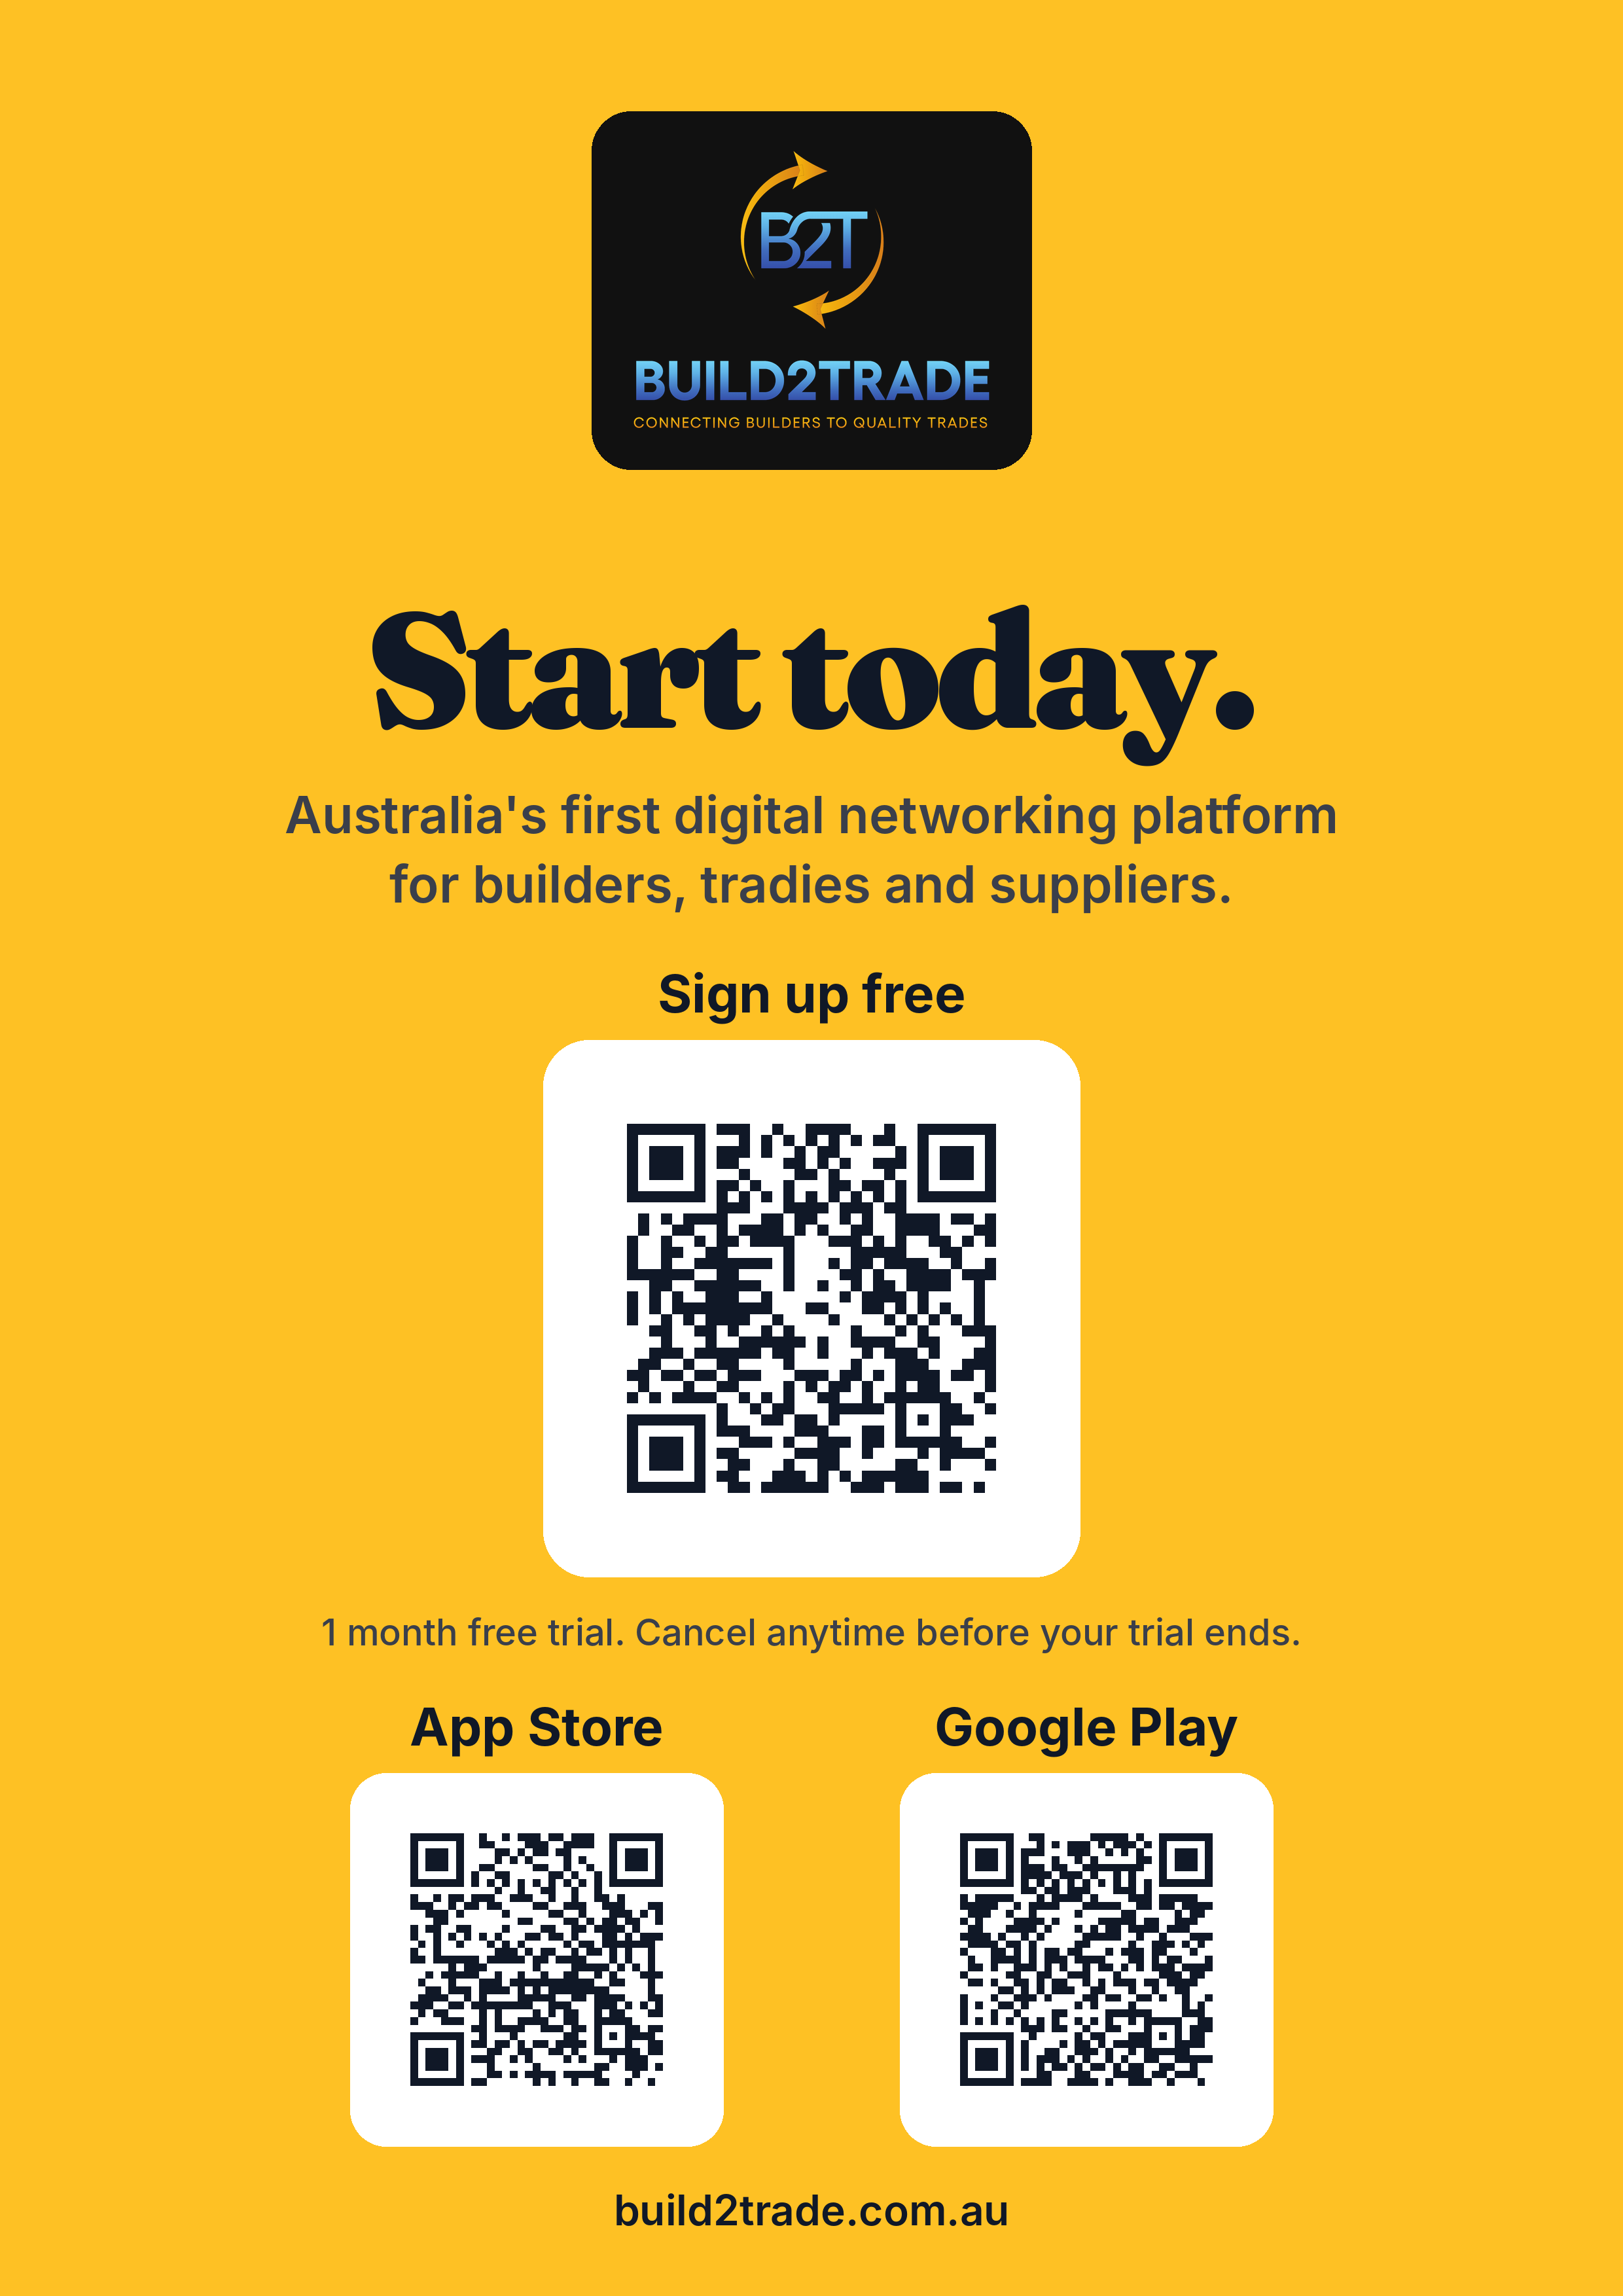 B2T
BUILD2TRADE
CONNECTING BUILDERS TO QUALITY TRADES
Start today.
Australia's first digital networking platform
for builders, tradies and suppliers.
Sign up free
1 month free trial. Cancel anytime before your trial ends.
App Store
Google Play
build2trade.com.au